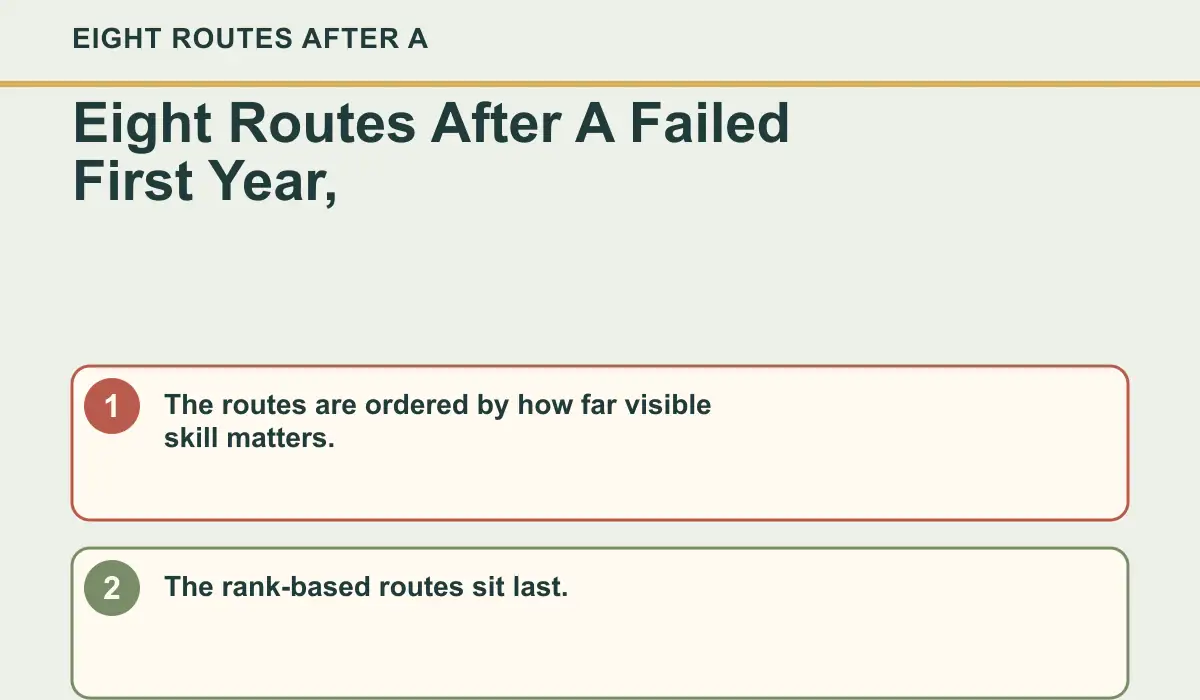 EIGHT ROUTES AFTER A
Eight Routes After A Failed
First Year,
1
The routes are ordered by how far visible
skill matters.
2
The rank-based routes sit last.